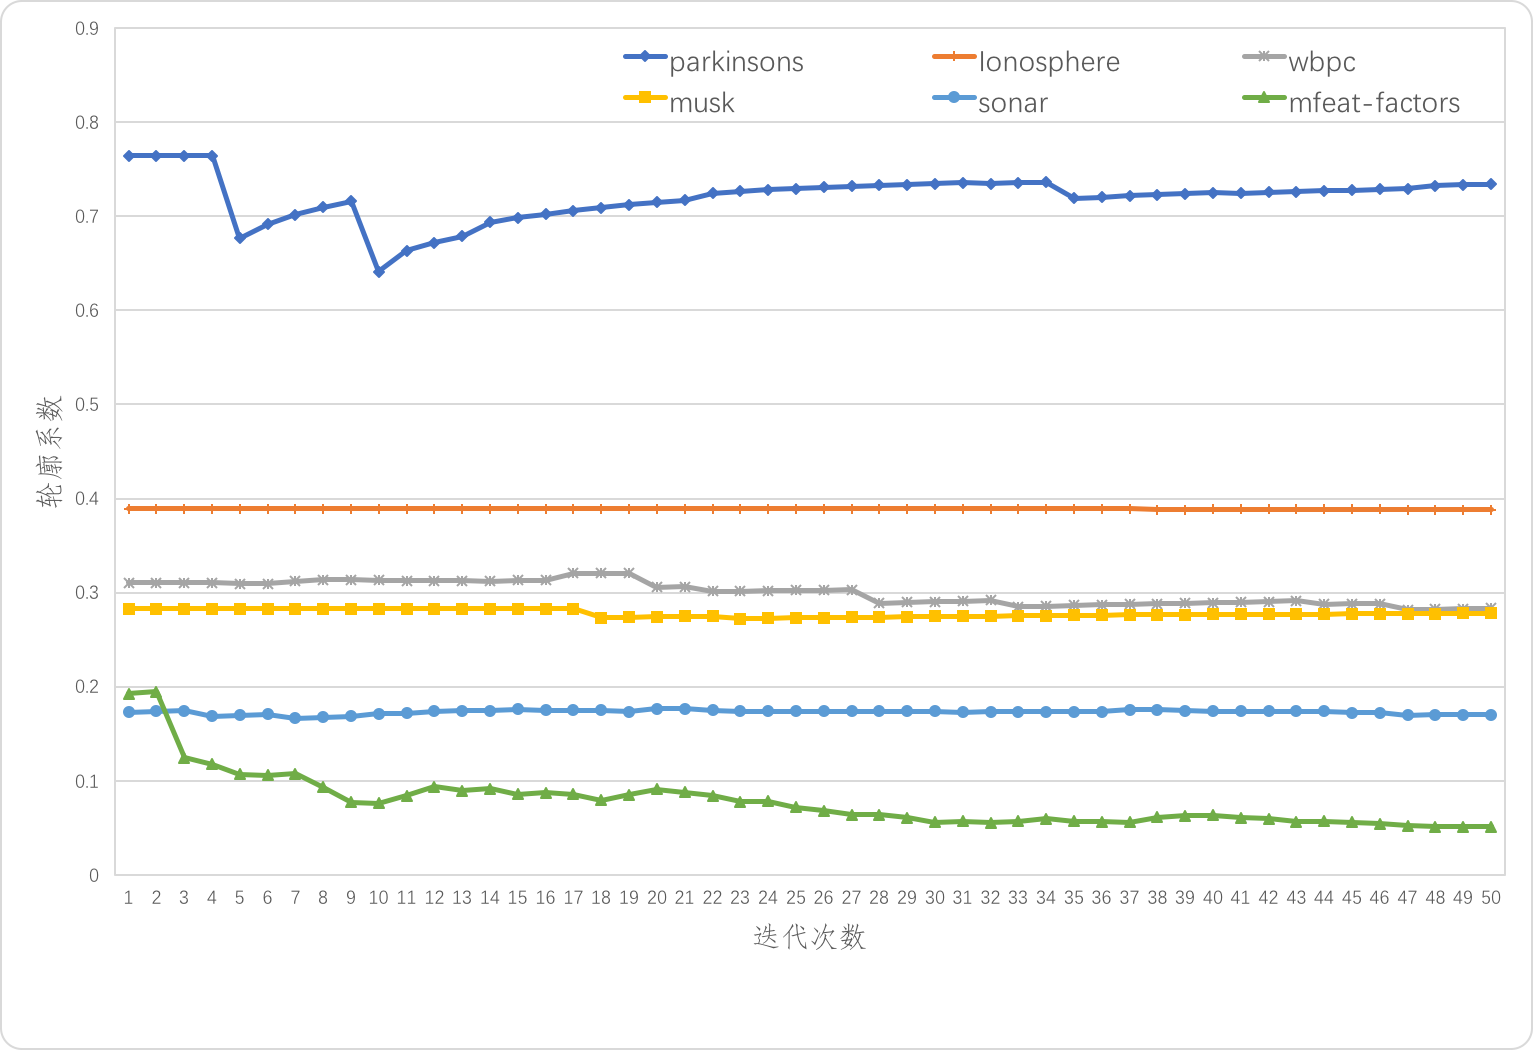 0.9
parkinsons
Ionosphere
wbpc
musk
sonar
mfeat-factors
0.8
0.7
0.6
0.5
0.4
0.3
0.2
0.1
0
轮廓系数
1 2 3 4 5 6 7 8 9 10 11 12 13 14 15 16 17 18 19 20 21 22 23 24 25 26 27 28 29 30 31 32 33 34 35 36 37 38 39 40 41 42 43 44 45 46 47 48 49 50
迭代次数